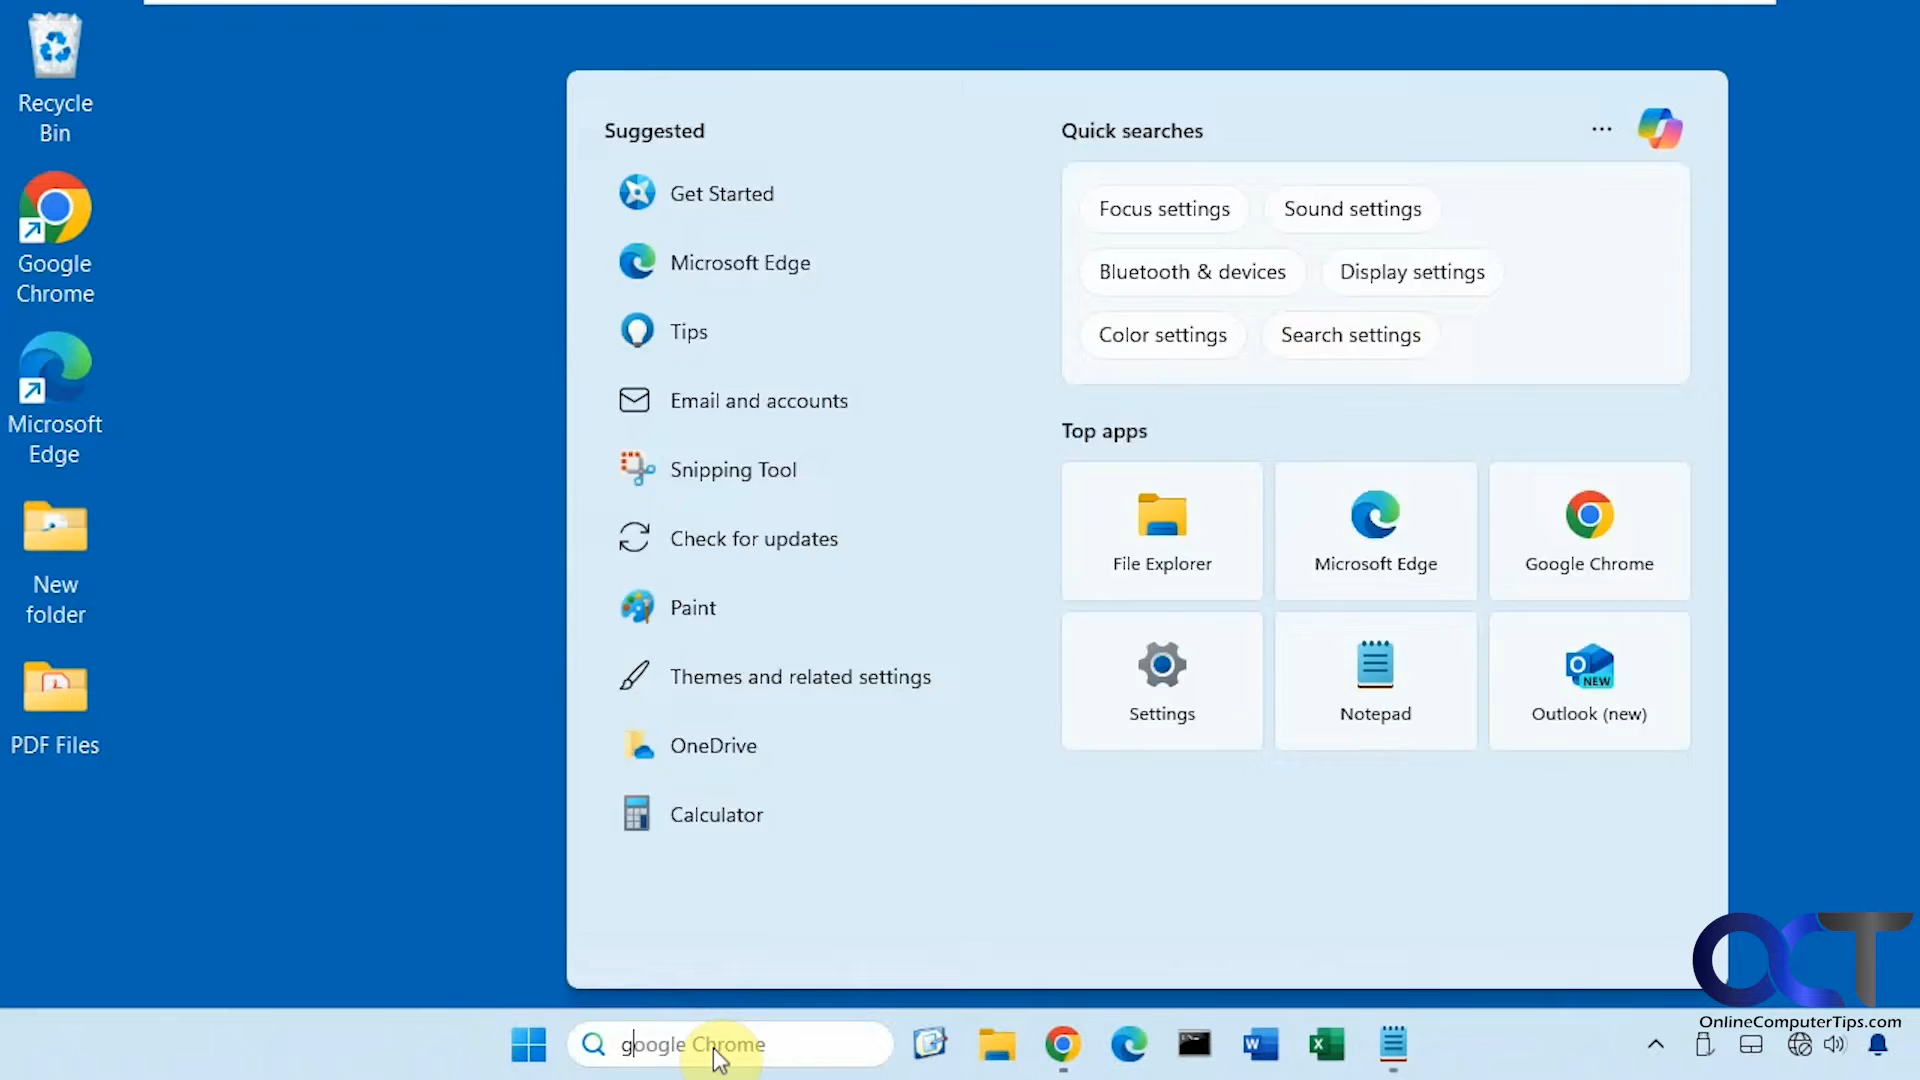 Recycle
Bin
Google
Chrome
Microsoft
Edge
New
folder
PDF Files
Suggested
Get Started
Microsoft Edge
Tips
Email and accounts
Snipping Tool
Check for updates
Paint
Themes and related settings
OneDrive
Calculator
Quick searches
Focus settings
Sound settings
Bluetooth & devices
Display settings
Color settings
Search settings
Top apps
File Explorer
Microsoft Edge
Google Chrome
Settings
NEW
Notepad
Outlook (new)
OCT
OnlineComputerTips.com
google Chrome